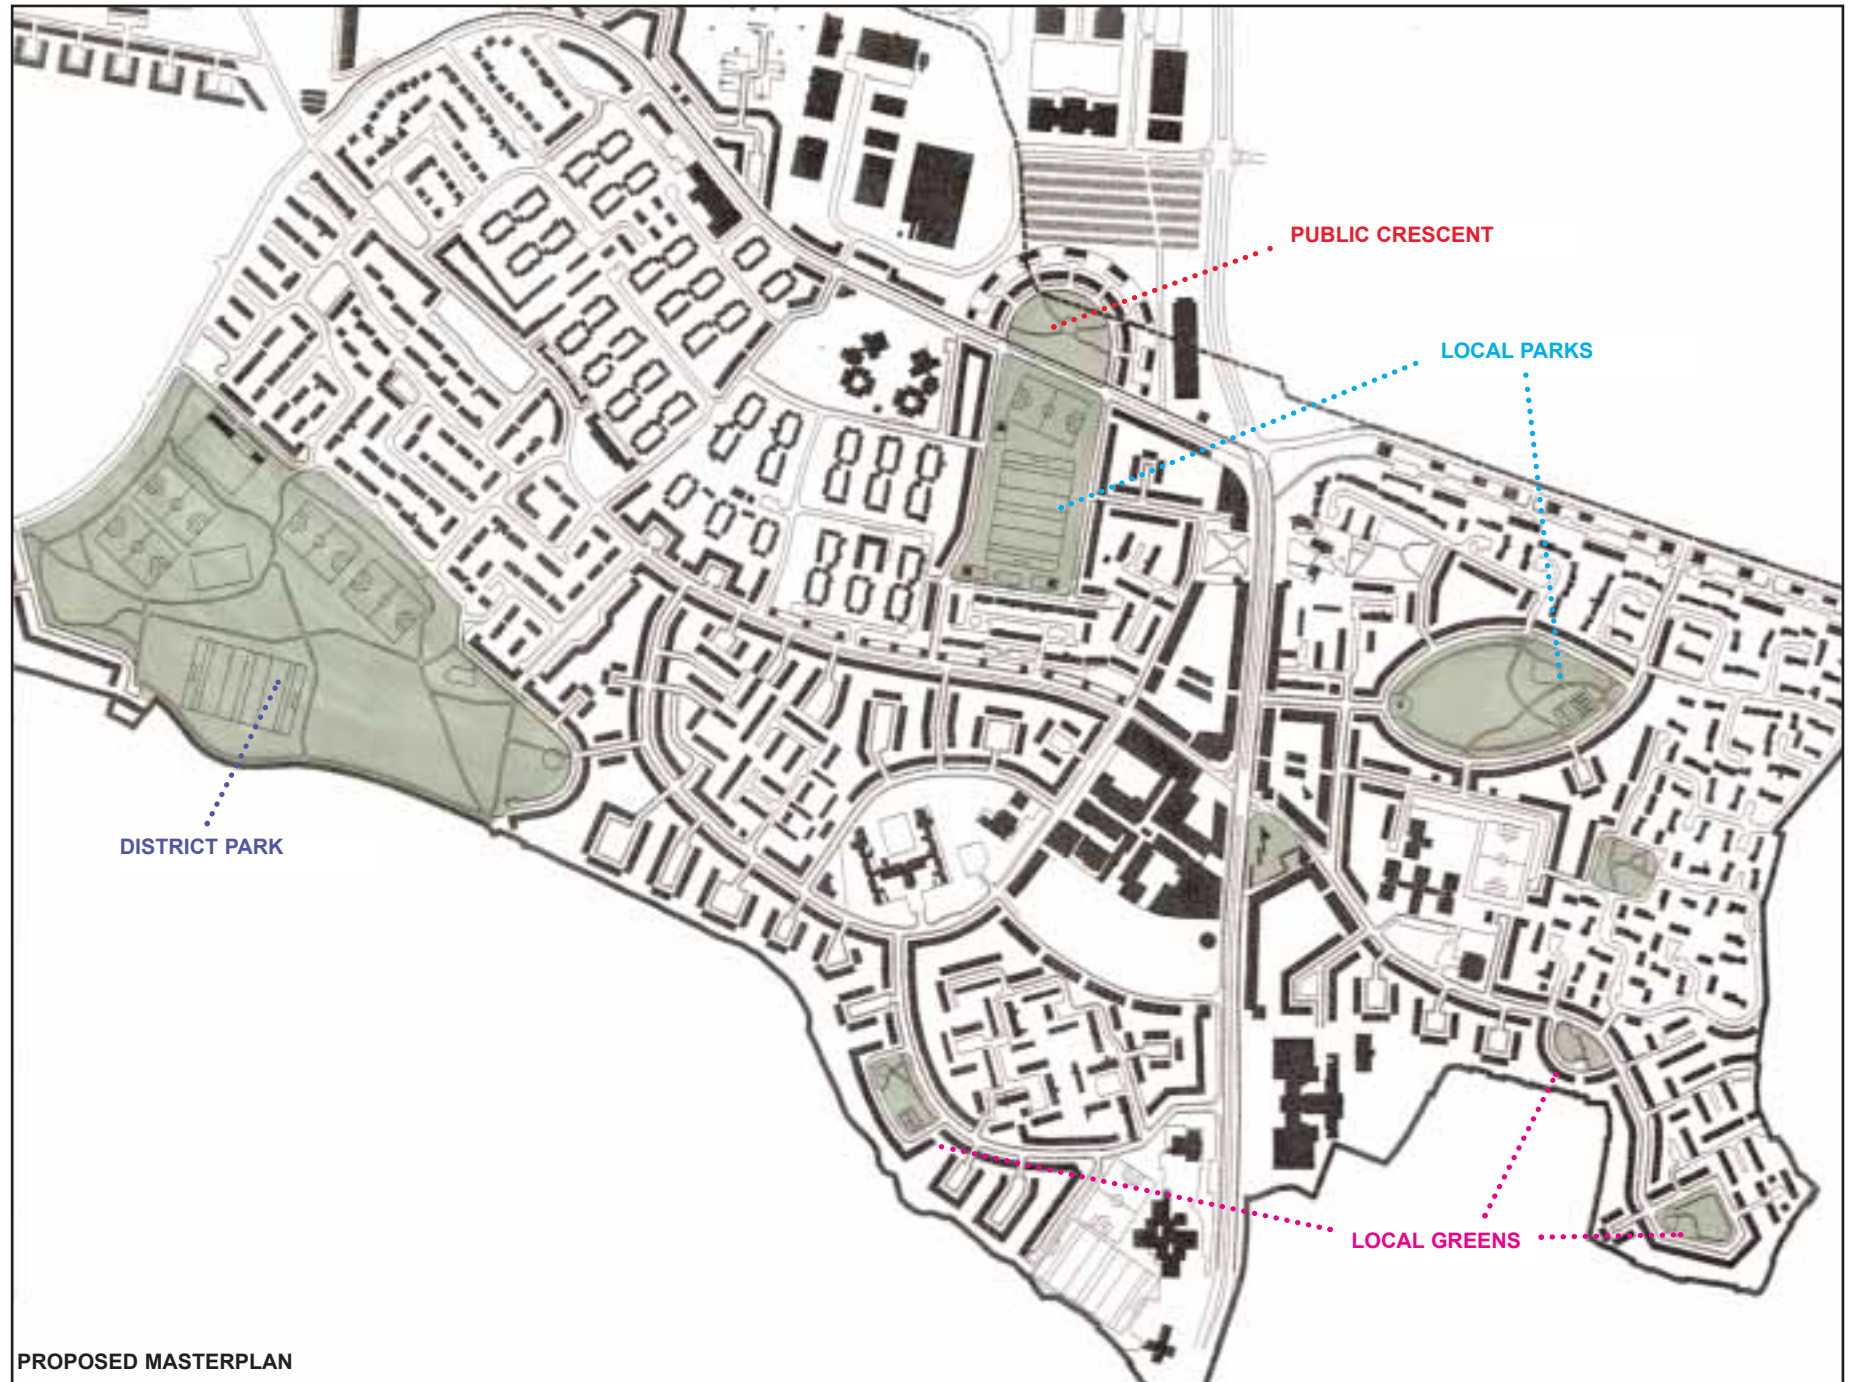 PUBLIC CRESCENT
LOCAL PARKS
DISTRICT PARK
LOCAL GREENS
PROPOSED MASTERPLAN